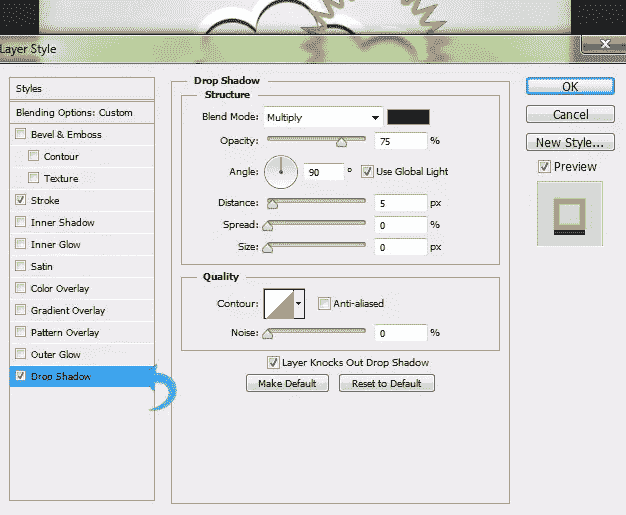 Layer Style
Styles
Blending Options: Custom
Bevel & Emboss
Contour
Texture
Stroke
Inner Shadow
Inner Glow
Satin
Color Overlay
Gradient Overlay
Pattern Overlay
Outer Glow
Drop Shadow
Drop Shadow
Structure
Blend Mode: Multiply
Opacity: 75 %
Angle: 90 ° Use Global Light
Distance: 5 px
Spread: 0 %
Size: 0 px
Quality
Contour: Anti-aliased
Noise: 0 %
Layer Knocks Out Drop Shadow
Make Default Reset to Default
OK
Cancel
New Style...
Preview